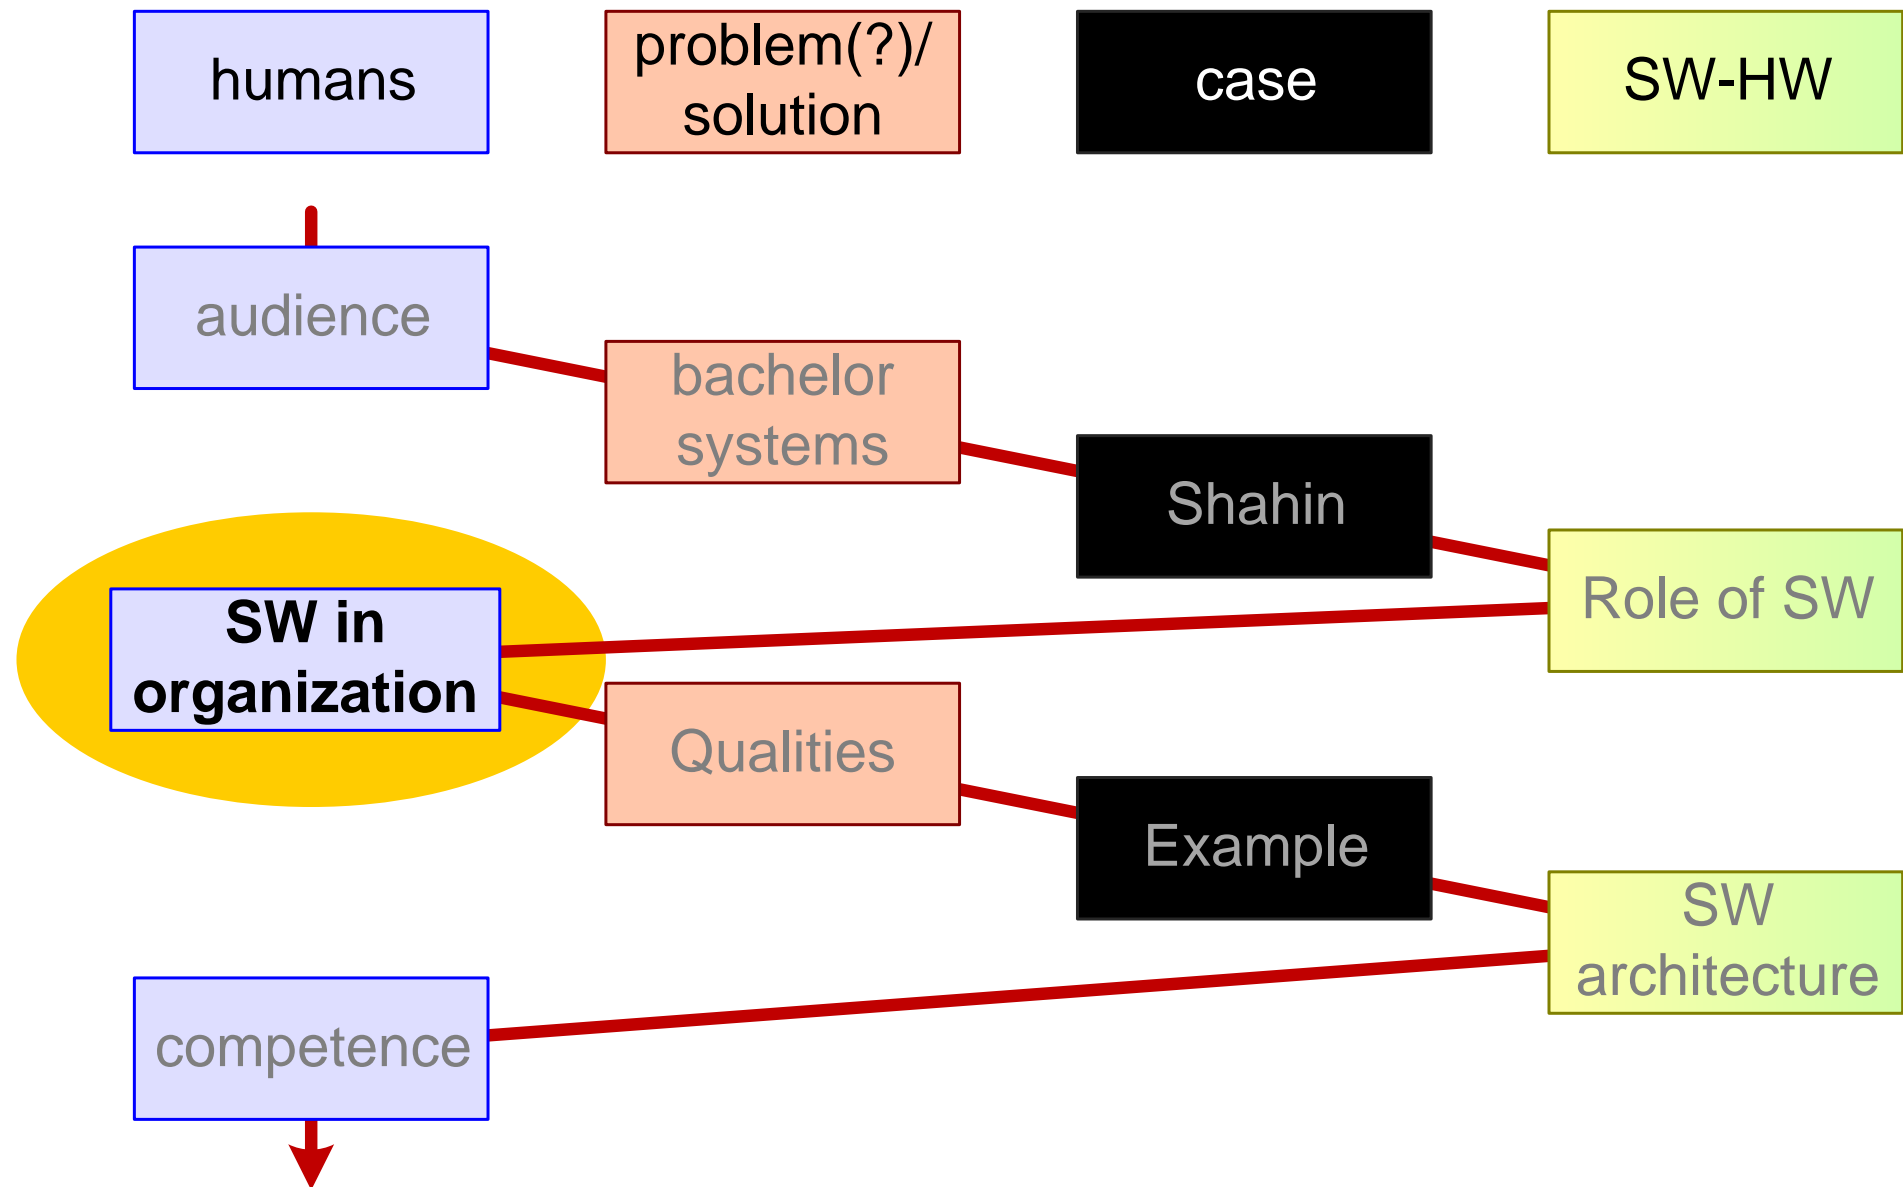 humans
problem(?)/
solution
case
SW-HW
audience
bachelor
systems
Shahin
Role of SW
SW in
organization
Qualities
Example
SW
architecture
competence